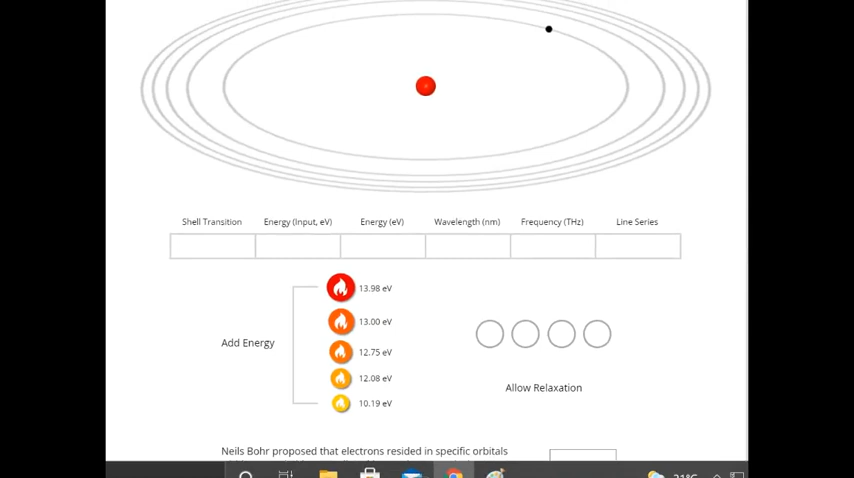 Shell Transition Energy (Input, eV) Energy (eV) Wavelength (nm) Frequency (THz) Line Series
13.98 eV
13.00 eV
12.75 eV
12.08 eV
10.19 eV
Add Energy
Allow Relaxation
Neils Bohr proposed that electrons resided in specific orbitals